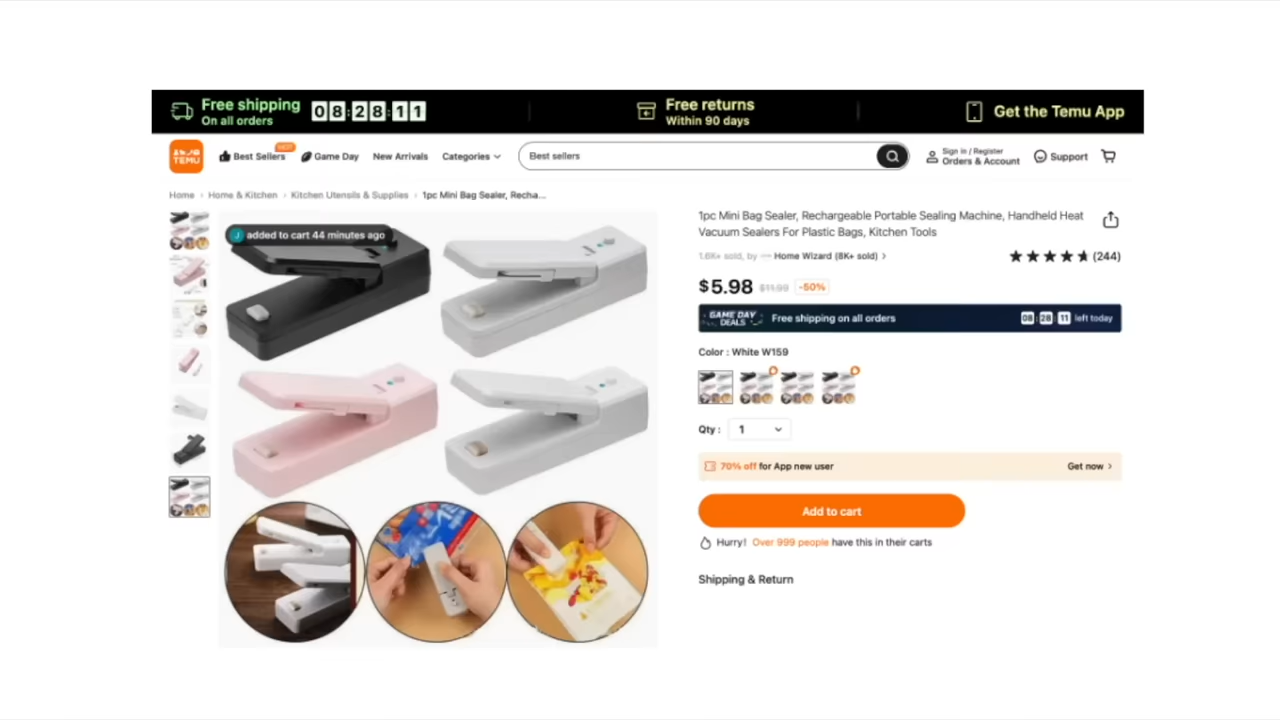 Free shipping
On all orders
08:28:11
Free returns
Within 90 days
Get the Temu App
TEMU
Best Sellers
HOT
Game Day
New Arrivals
Categories
Best sellers
Sign in / Register
Orders & Account
Support
Home › Home & Kitchen › Kitchen Utensils & Supplies › 1pc Mini Bag Sealer, Recha...
J added to cart 44 minutes ago
1pc Mini Bag Sealer, Rechargeable Portable Sealing Machine, Handheld Heat
Vacuum Sealers For Plastic Bags, Kitchen Tools
1.6K+ sold, by Home Wizard (8K+ sold) ›
(244)
$5.98 $11.99 -50%
GAME DAY
DEALS
Free shipping on all orders
08:28:11 left today
Color : White W159
Qty : 1
70% off for App new user
Get now ›
Add to cart
Hurry! Over 999 people have this in their carts
Shipping & Return